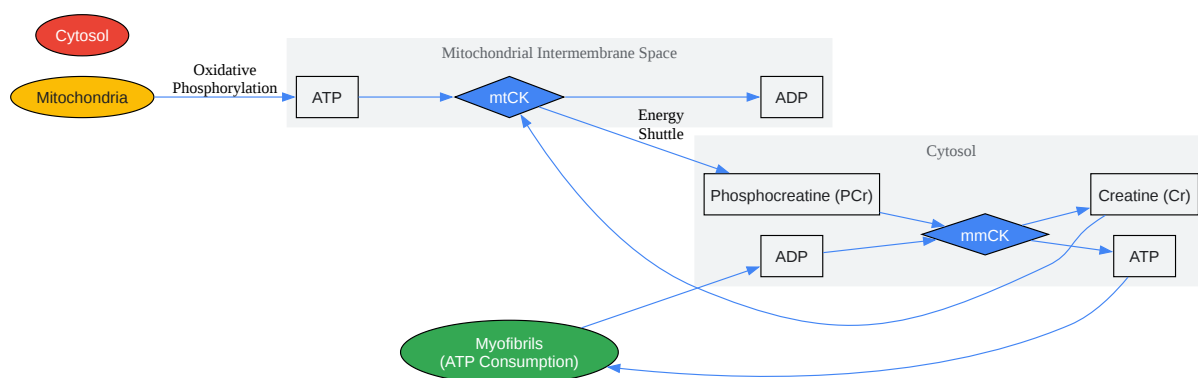 Cytosol
Mitochondrial Intermembrane Space
Oxidative
Phosphorylation
Mitochondria
ATP
mtCK
ADP
Energy
Shuttle
Cytosol
Phosphocreatine (PCr)
Creatine (Cr)
mmCK
ADP
ATP
Myofibrils
(ATP Consumption)